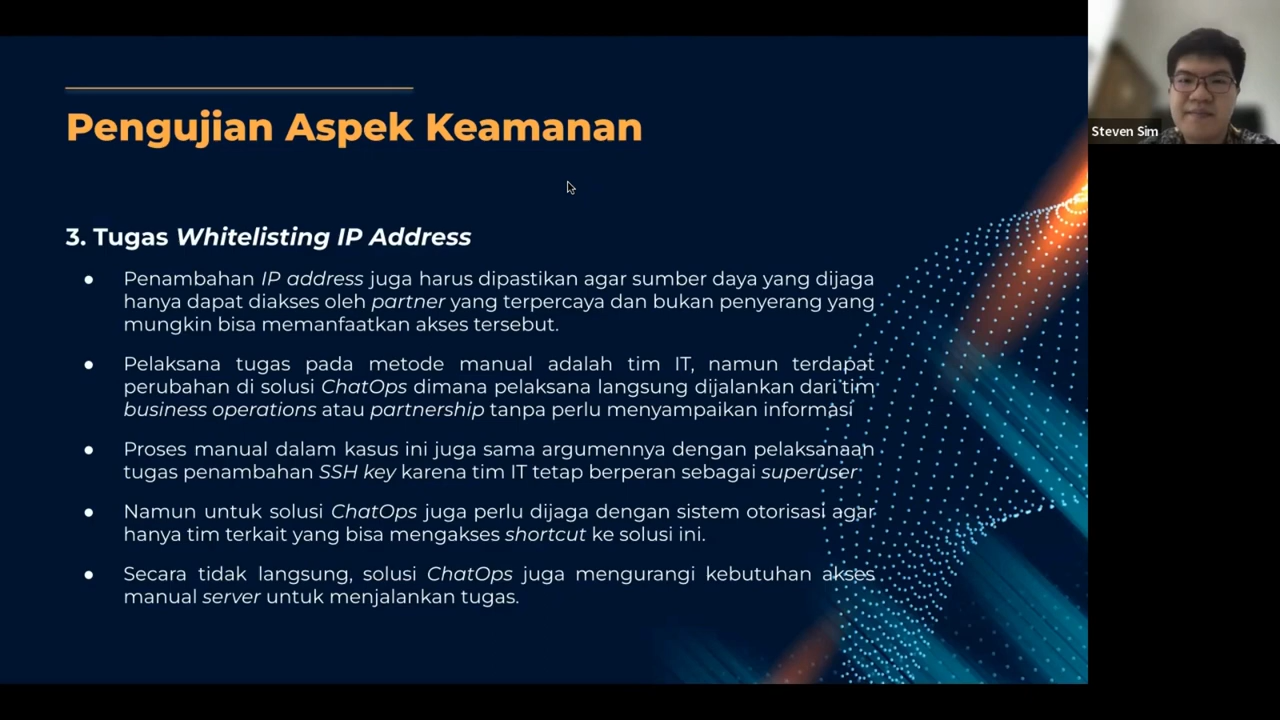 Pengujian Aspek Keamanan
Steven Sim
3. Tugas Whitelisting IP Address
● Penambahan IP address juga harus dipastikan agar sumber daya yang dijaga
hanya dapat diakses oleh partner yang terpercaya dan bukan penyerang yang
mungkin bisa memanfaatkan akses tersebut.
● Pelaksana tugas pada metode manual adalah tim IT, namun terdapat
perubahan di solusi ChatOps dimana pelaksana langsung dijalankan dari tim
business operations atau partnership tanpa perlu menyampaikan informasi
● Proses manual dalam kasus ini juga sama argumennya dengan pelaksanaan
tugas penambahan SSH key karena tim IT tetap berperan sebagai superuser
● Namun untuk solusi ChatOps juga perlu dijaga dengan sistem otorisasi agar
hanya tim terkait yang bisa mengakses shortcut ke solusi ini.
● Secara tidak langsung, solusi ChatOps juga mengurangi kebutuhan akses
manual server untuk menjalankan tugas.